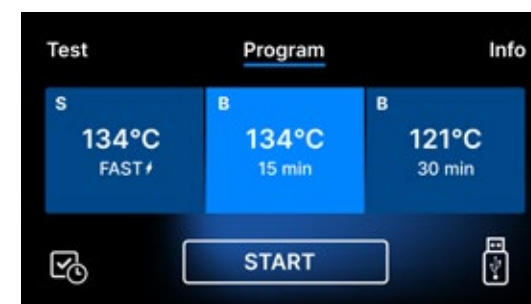 Test Program Info
S B B
134°C 134°C 121°C
FAST 15 min 30 min
START